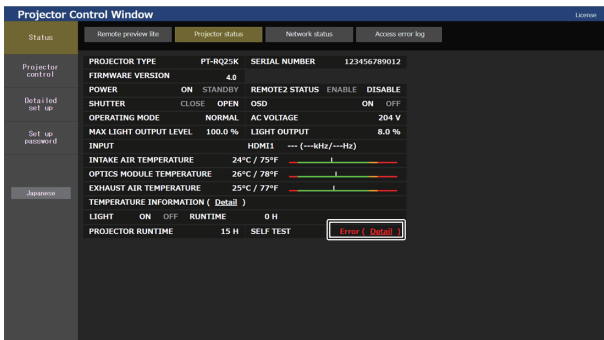 Projector Control Window
License
Status
Remote preview lite Projector status Network status Access error log
Projector control
Detailed set up
Set up password
Japanese
PROJECTOR TYPE PT-RQ25K SERIAL NUMBER 123456789012
FIRMWARE VERSION 4.0
POWER ON STANDBY REMOTE2 STATUS ENABLE DISABLE
SHUTTER CLOSE OPEN OSD ON OFF
OPERATING MODE NORMAL AC VOLTAGE 204 V
MAX LIGHT OUTPUT LEVEL 100.0 % LIGHT OUTPUT 8.0 %
INPUT HDMI1 --- (---kHz/---Hz)
INTAKE AIR TEMPERATURE 24°C / 75°F
OPTICS MODULE TEMPERATURE 26°C / 78°F
EXHAUST AIR TEMPERATURE 25°C / 77°F
TEMPERATURE INFORMATION ( Detail )
LIGHT ON OFF RUNTIME 0 H
PROJECTOR RUNTIME 15 H SELF TEST Error ( Detail )